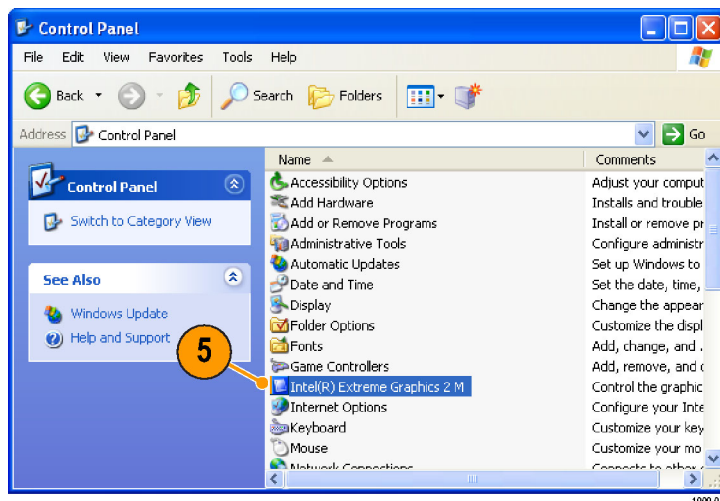 Control Panel
File Edit View Favorites Tools Help
Back Search Folders
Address Control Panel Go
Name Comments
Control Panel
Switch to Category View
See Also
Windows Update
Help and Support
5
Accessibility Options Adjust your comput
Add Hardware Installs and trouble
Add or Remove Programs Install or remove pr
Administrative Tools Configure administr
Automatic Updates Set up Windows to
Date and Time Set the date, time,
Display Change the appear
Folder Options Customize the displ
Fonts Add, change, and .
Game Controllers Add, remove, and c
Intel(R) Extreme Graphics 2 M Control the graphic
Internet Options Configure your Inte
Keyboard Customize your key
Mouse Customize your mo
Network Connections Connects to other